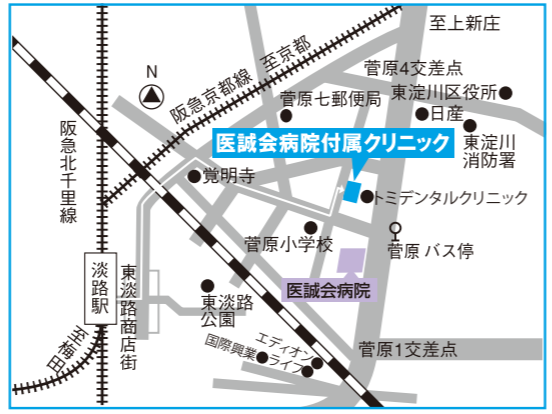 至上新庄
N
阪急京都線 至京都
菅原4交差点
東淀川区役所
菅原七郵便局
日産
東淀川
消防署
医誠会病院付属クリニック
阪急北千里線
覚明寺
トミデンタルクリニック
菅原小学校
菅原 バス停
淡路駅
東淡路商店街
医誠会病院
東淡路
公園
エディオン
国際興業
ライフ
菅原1交差点
至梅田